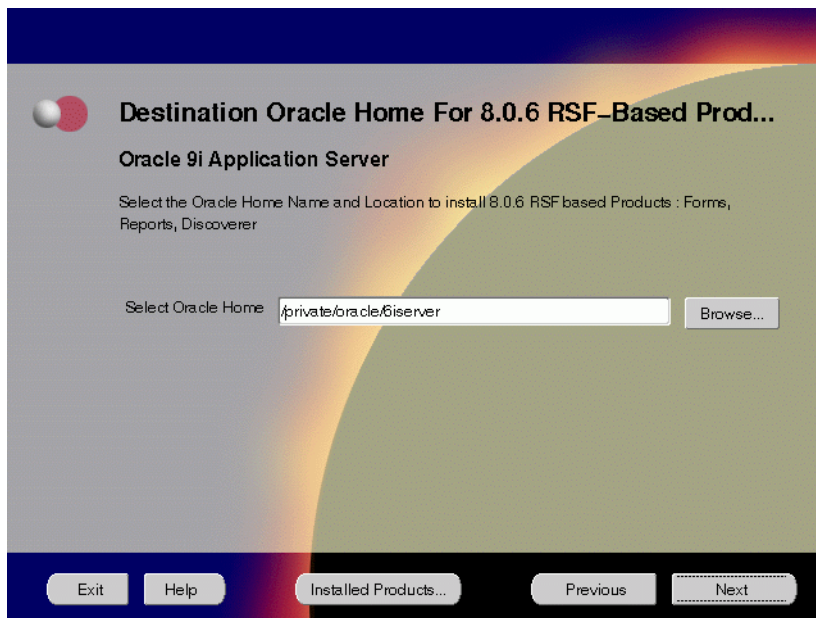 Destination Oracle Home For 8.0.6 RSF-Based Prod...
Oracle 9i Application Server
Select the Oracle Home Name and Location to install 8.0.6 RSF based Products : Forms,
Reports, Discoverer
Select Oracle Home /private/oracle/6iserver Browse...
Exit Help Installed Products... Previous Next